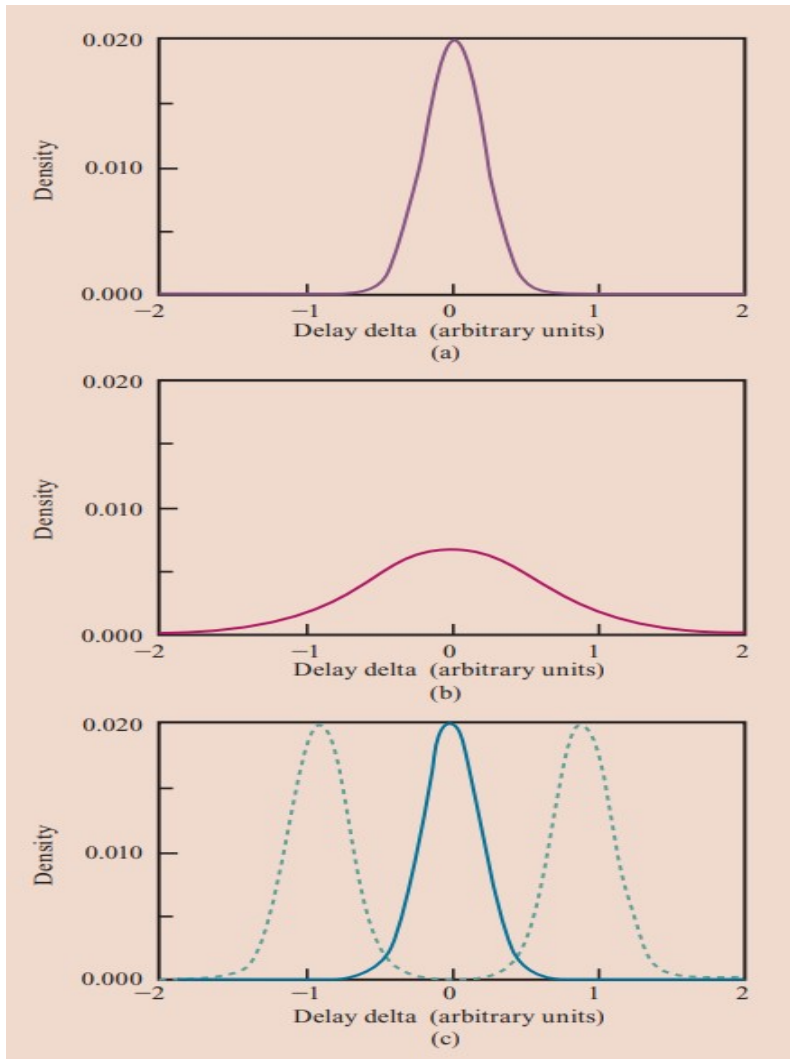 0.020
Density
0.010
0.000
−2 −1 0 1 2
Delay delta (arbitrary units)
(a)
0.020
Density
0.010
0.000
−2 −1 0 1 2
Delay delta (arbitrary units)
(b)
0.020
Density
0.010
0.000
−2 −1 0 1 2
Delay delta (arbitrary units)
(c)